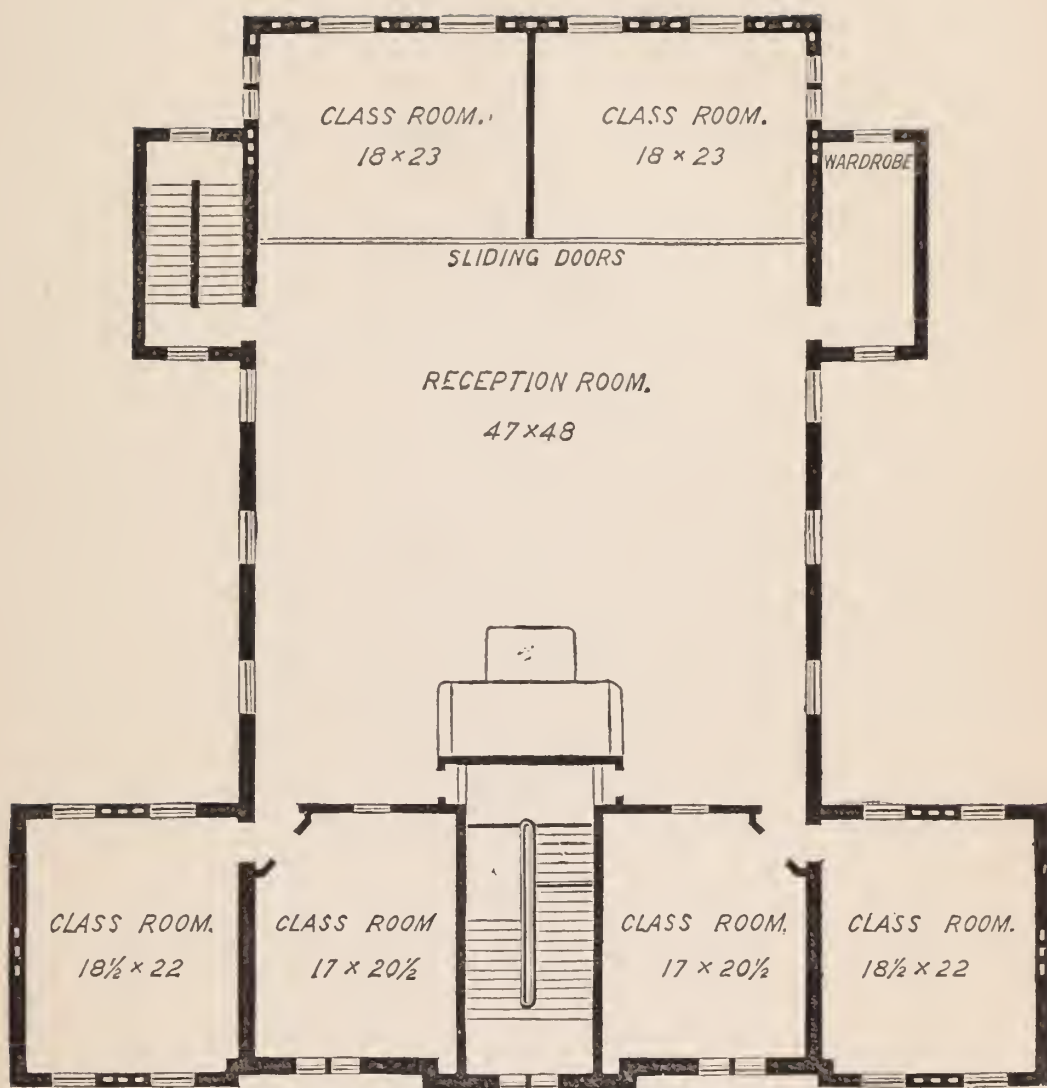 CLASS ROOM.
18 × 23
CLASS ROOM.
18 × 23
WARDROBE
SLIDING DOORS
RECEPTION ROOM.
47×48
CLASS ROOM.
18½ × 22
CLASS ROOM
17 × 20½
CLASS ROOM.
17 × 20½
CLASS ROOM.
18½ × 22